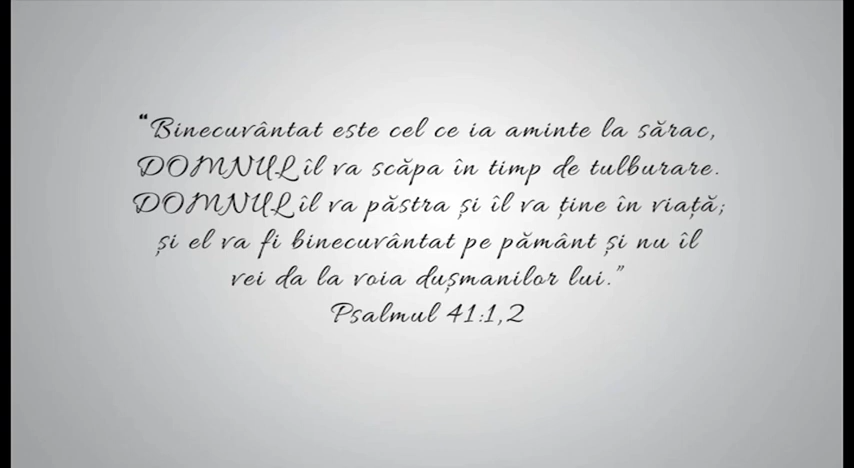 “Binecuvântat este cel ce ia aminte la sărac,
DOMNUL îl va scăpa în timp de tulburare.
DOMNUL îl va păstra și îl va ține în viață;
și el va fi binecuvântat pe pământ și nu îl
vei da la voia dușmanilor lui.”
Psalmul 41:1,2